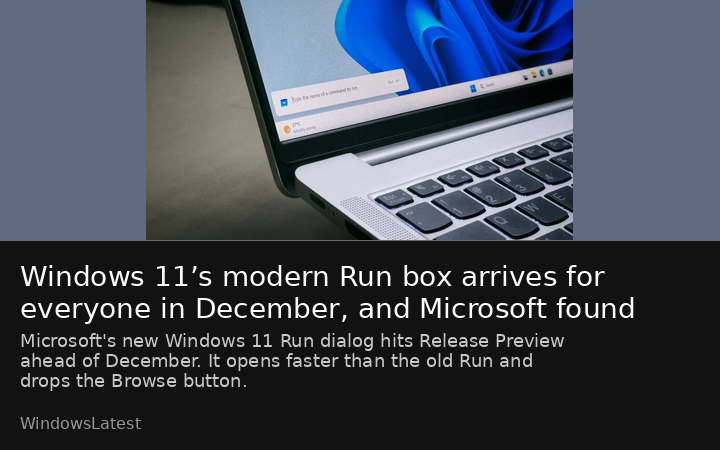 Type the name of a command to run
Search
Windows 11’s modern Run box arrives for
everyone in December, and Microsoft found
Microsoft's new Windows 11 Run dialog hits Release Preview
ahead of December. It opens faster than the old Run and
drops the Browse button.
WindowsLatest